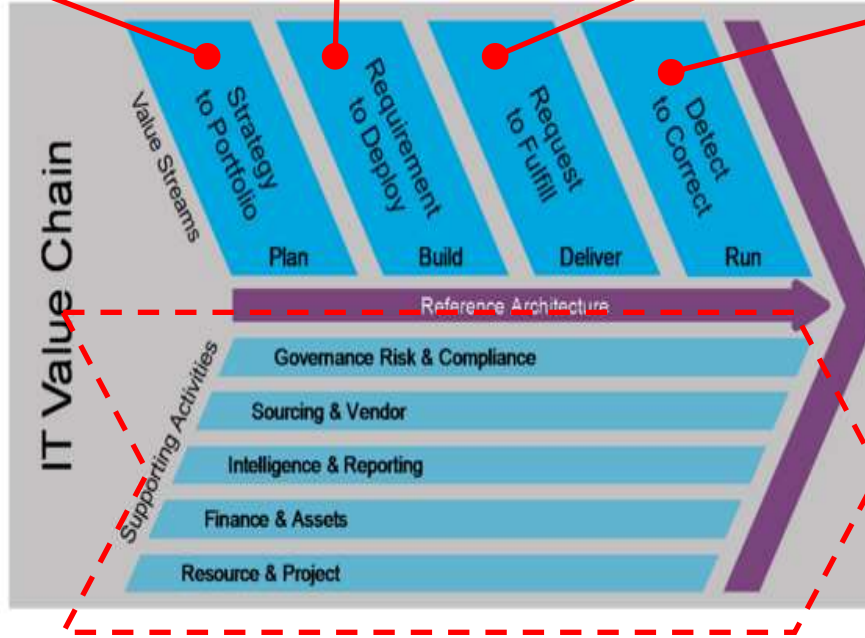 IT Value Chain
Value Streams
Strategy
to Portfolio
Plan
Requirement
to Deploy
Build
Request
to Fulfill
Deliver
Detect
to Correct
Run
Reference Architecture
Supporting Activities
Governance Risk & Compliance
Sourcing & Vendor
Intelligence & Reporting
Finance & Assets
Resource & Project